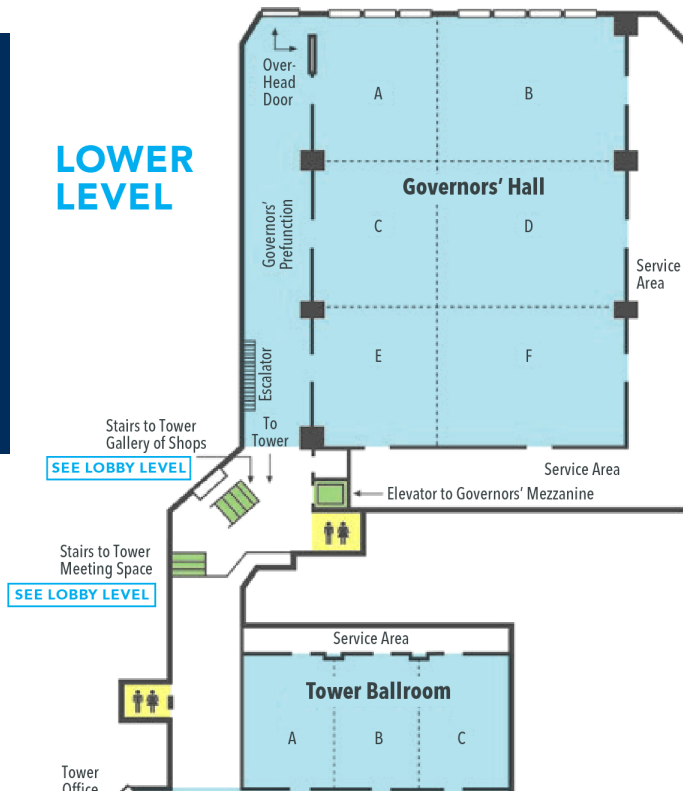 Over-
Head
Door
A
B
LOWER
LEVEL
Governors' Hall
Governors'
Prefunction
C
D
Service
Area
Escalator
E
F
To
Tower
Stairs to Tower
Gallery of Shops
SEE LOBBY LEVEL
Service Area
Elevator to Governors' Mezzanine
Stairs to Tower
Meeting Space
SEE LOBBY LEVEL
Service Area
Tower Ballroom
A
B
C
Tower
Office